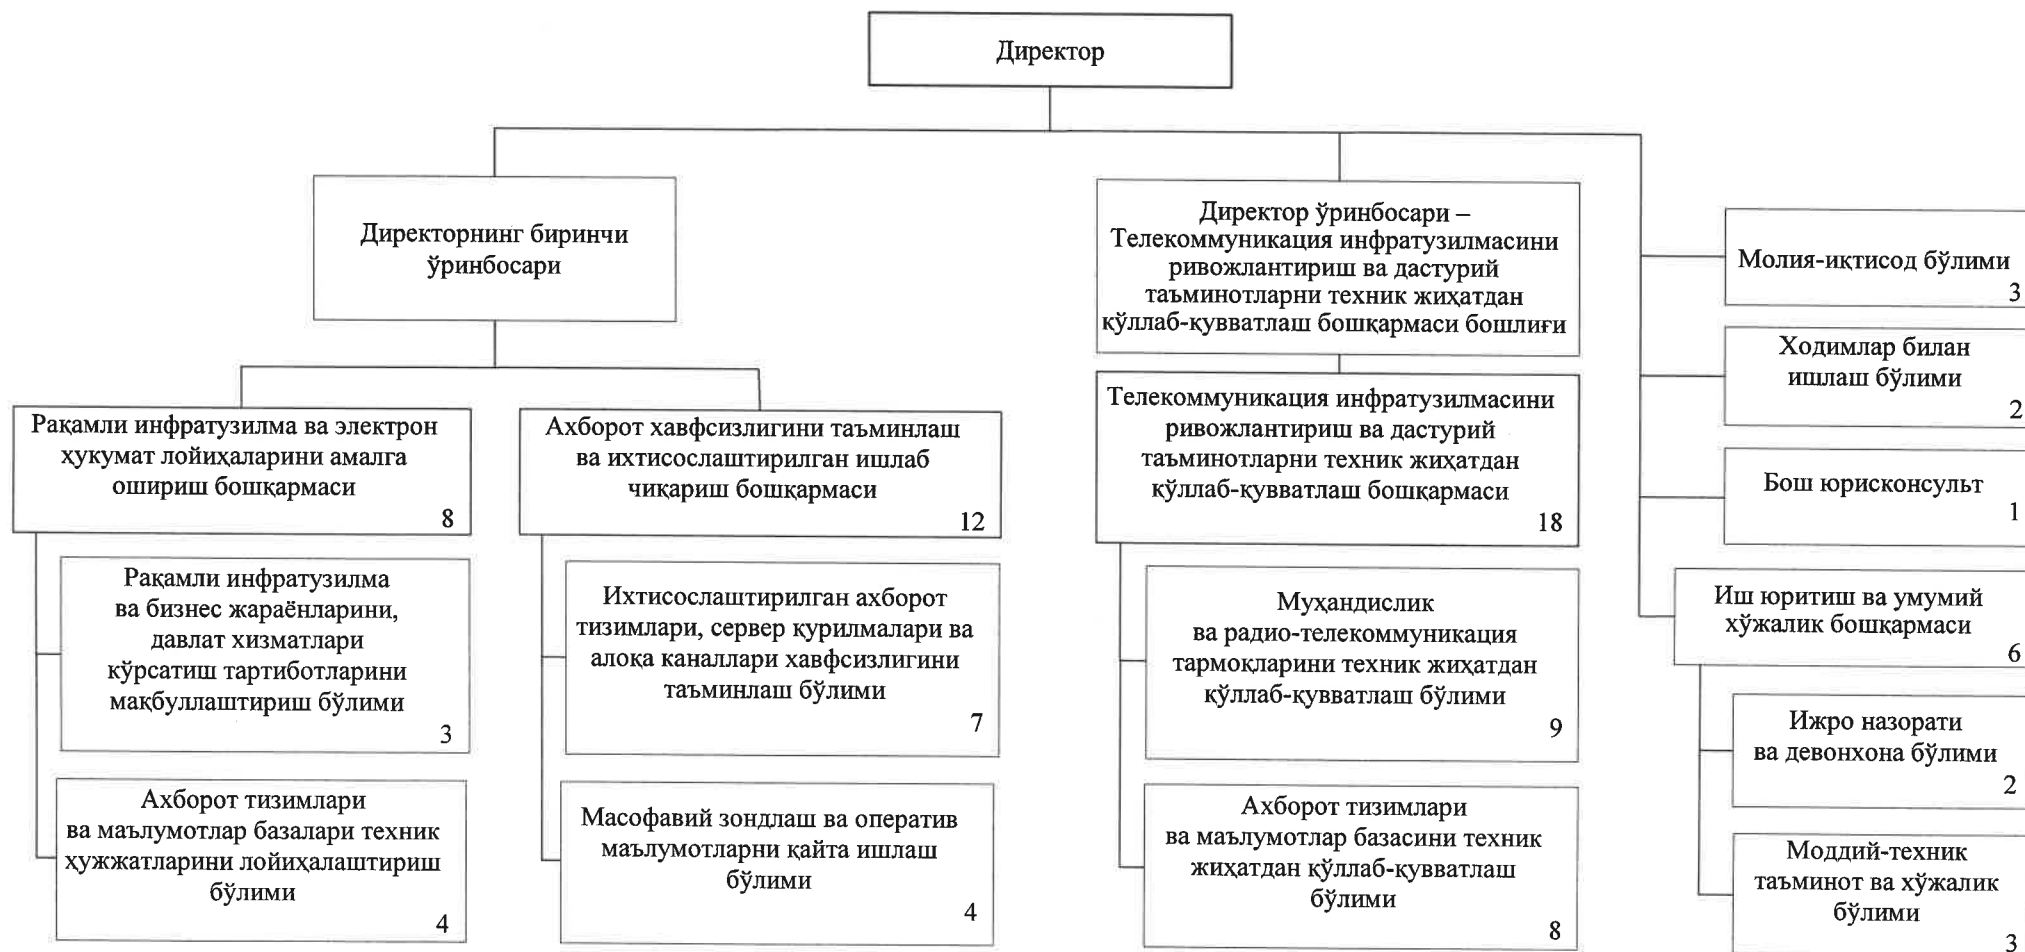 Директор
Директорнинг биринчи
ўринбосари
Директор ўринбосари –
Телекоммуникация инфратузилмасини
ривожлантириш ва дастурий
таъминотларни техник жиҳатдан
қўллаб-қувватлаш бошқармаси бошлиғи
Молия-иқтисод бўлими
3
Ходимлар билан
ишлаш бўлими
2
Бош юрисконсульт
1
Иш юритиш ва умумий
хўжалик бошқармаси
6
Ижро назорати
ва девонхона бўлими
2
Моддий-техник
таъминот ва хўжалик
бўлими
3
Рақамли инфратузилма ва электрон
ҳукумат лойиҳаларини амалга
ошириш бошқармаси
8
Рақамли инфратузилма
ва бизнес жараёнларини,
давлат хизматлари
кўрсатиш тартиботларини
мақбуллаштириш бўлими
3
Ахборот тизимлари
ва маълумотлар базалари техник
ҳужжатларини лойиҳалаштириш
бўлими
4
Ахборот хавфсизлигини таъминлаш
ва ихтисослаштирилган ишлаб
чиқариш бошқармаси
12
Ихтисослаштирилган ахборот
тизимлари, сервер қурилмалари ва
алоқа каналлари хавфсизлигини
таъминлаш бўлими
7
Масофавий зондлаш ва оператив
маълумотларни қайта ишлаш
бўлими
4
Телекоммуникация инфратузилмасини
ривожлантириш ва дастурий
таъминотларни техник жиҳатдан
қўллаб-қувватлаш бошқармаси
18
Муҳандислик
ва радио-телекоммуникация
тармоқларини техник жиҳатдан
қўллаб-қувватлаш бўлими
9
Ахборот тизимлари
ва маълумотлар базасини техник
жиҳатдан қўллаб-қувватлаш
бўлими
8